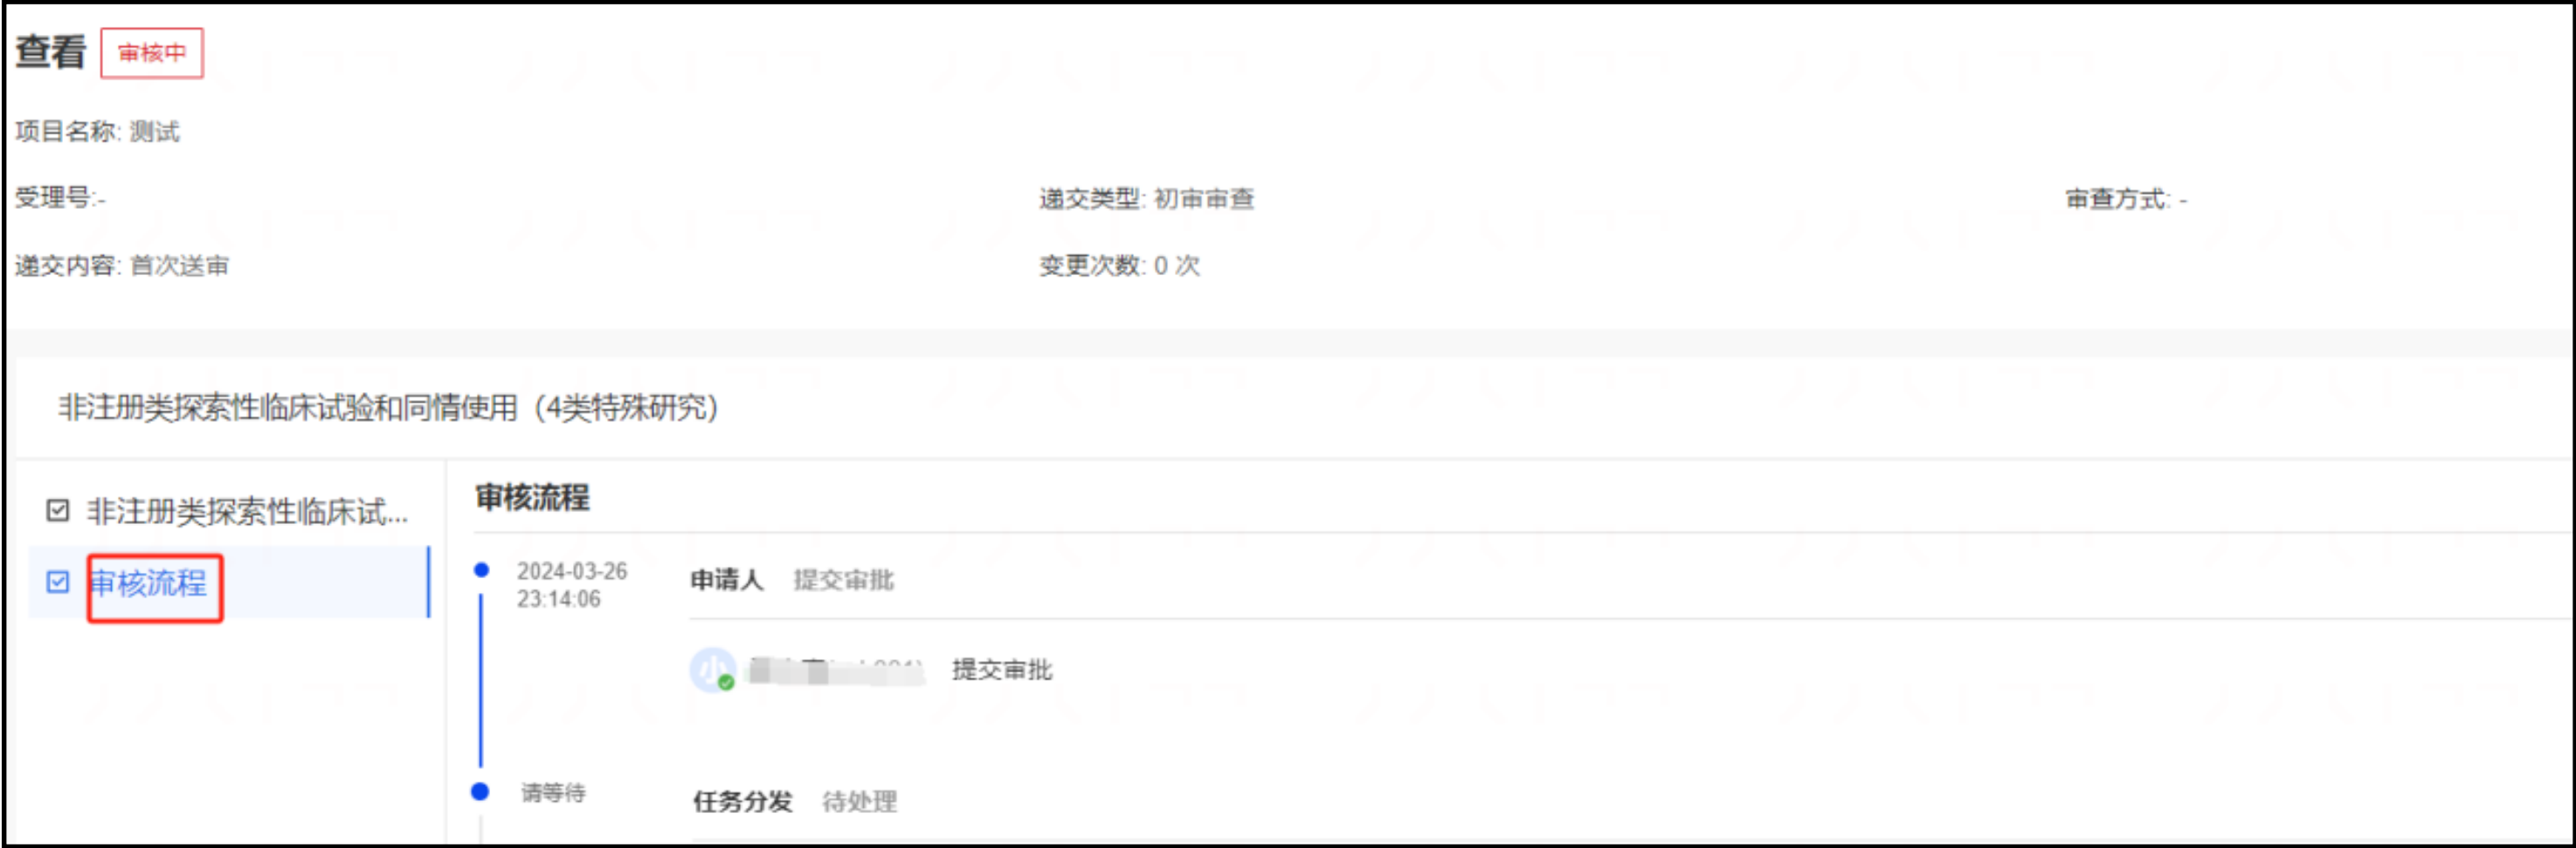 查看 审核中
项目名称: 测试
受理号:- 递交类型: 初审审查 审查方式: -
递交内容: 首次送审 变更次数: 0 次
非注册类探索性临床试验和同情使用（4类特殊研究）
非注册类探索性临床试...
审核流程
审核流程
2024-03-26
23:14:06
申请人 提交审批
小 提交审批
请等待 任务分发 待处理